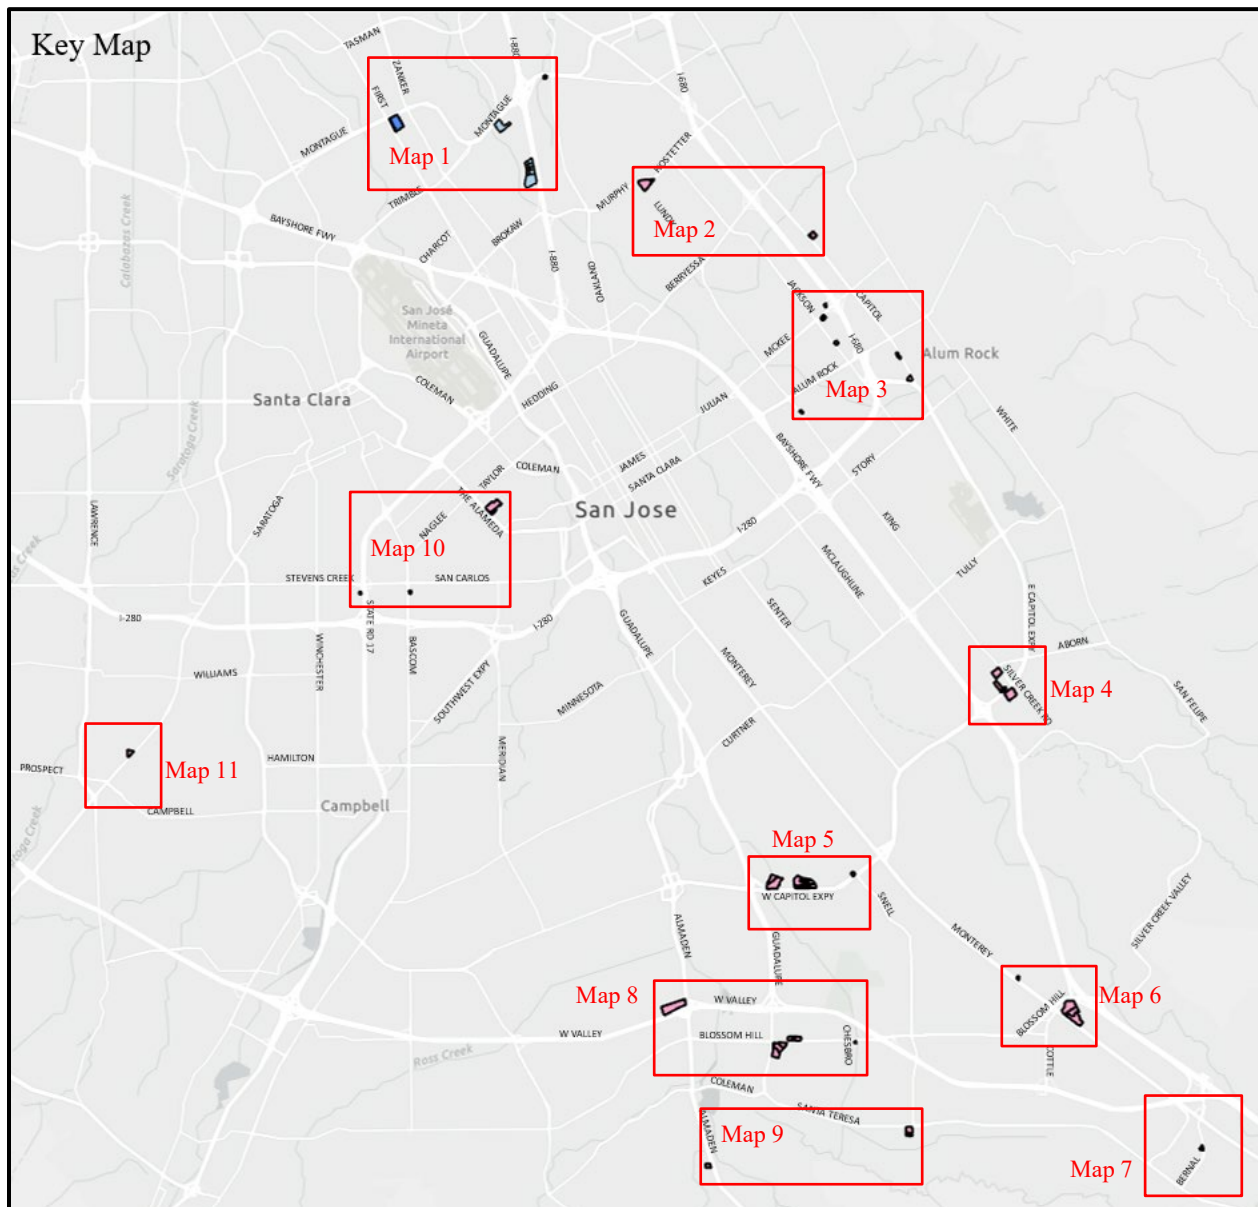 Key Map
TASMAN
ZANKER
FIRST
I-880
MONTAGUE
MONTAGUE
Map 1
TRIMBLE
I-680
HOSTETTER
MURPHY
LUNDY
Map 2
Calabazas Creek
BAYSHORE FWY
CHARCOT
BROKAW
I-880
OAKLAND
BERRYESSA
San José
Mineta
International
Airport
GUADALUPE
JACKSON
CAPITOL
MCKEE
I-680
Alum Rock
ALUM ROCK
Map 3
Santa Clara
COLEMAN
HEDDING
JULIAN
WHITE
Saratoga Creek
BAYSHORE FWY
STORY
JAMES
SANTA CLARA
COLEMAN
TAYLOR
THE ALAMEDA
NAGLEE
Map 10
San Jose
LAWRENCE
SARATOGA
I-280
KING
MCLAUGHLINE
TULLY
STEVENS CREEK
SAN CARLOS
KEYES
SENTER
I-280
STATE RD 17
I-280
BASCOM
WINCHESTER
GUADALUPE
E CAPITOL EXPY
ABORN
WILLIAMS
SOUTHWEST EXPY
MINNESOTA
MONTEREY
SILVER CREEK RD
Map 4
SAN FELIPE
CURTNER
MERIDIAN
PROSPECT
Map 11
HAMILTON
CAMPBELL
Campbell
Map 5
W CAPITOL EXPY
SNELL
ALMADEN
GUADALUPE
MONTEREY
SILVER CREEK VALLEY
Map 8
W VALLEY
BLOSSOM HILL
Map 6
W VALLEY
BLOSSOM HILL
CHESBRO
COTTLE
Ross Creek
COLEMAN
SANTA TERESA
ALMADEN
Map 9
Map 7
BERNAL